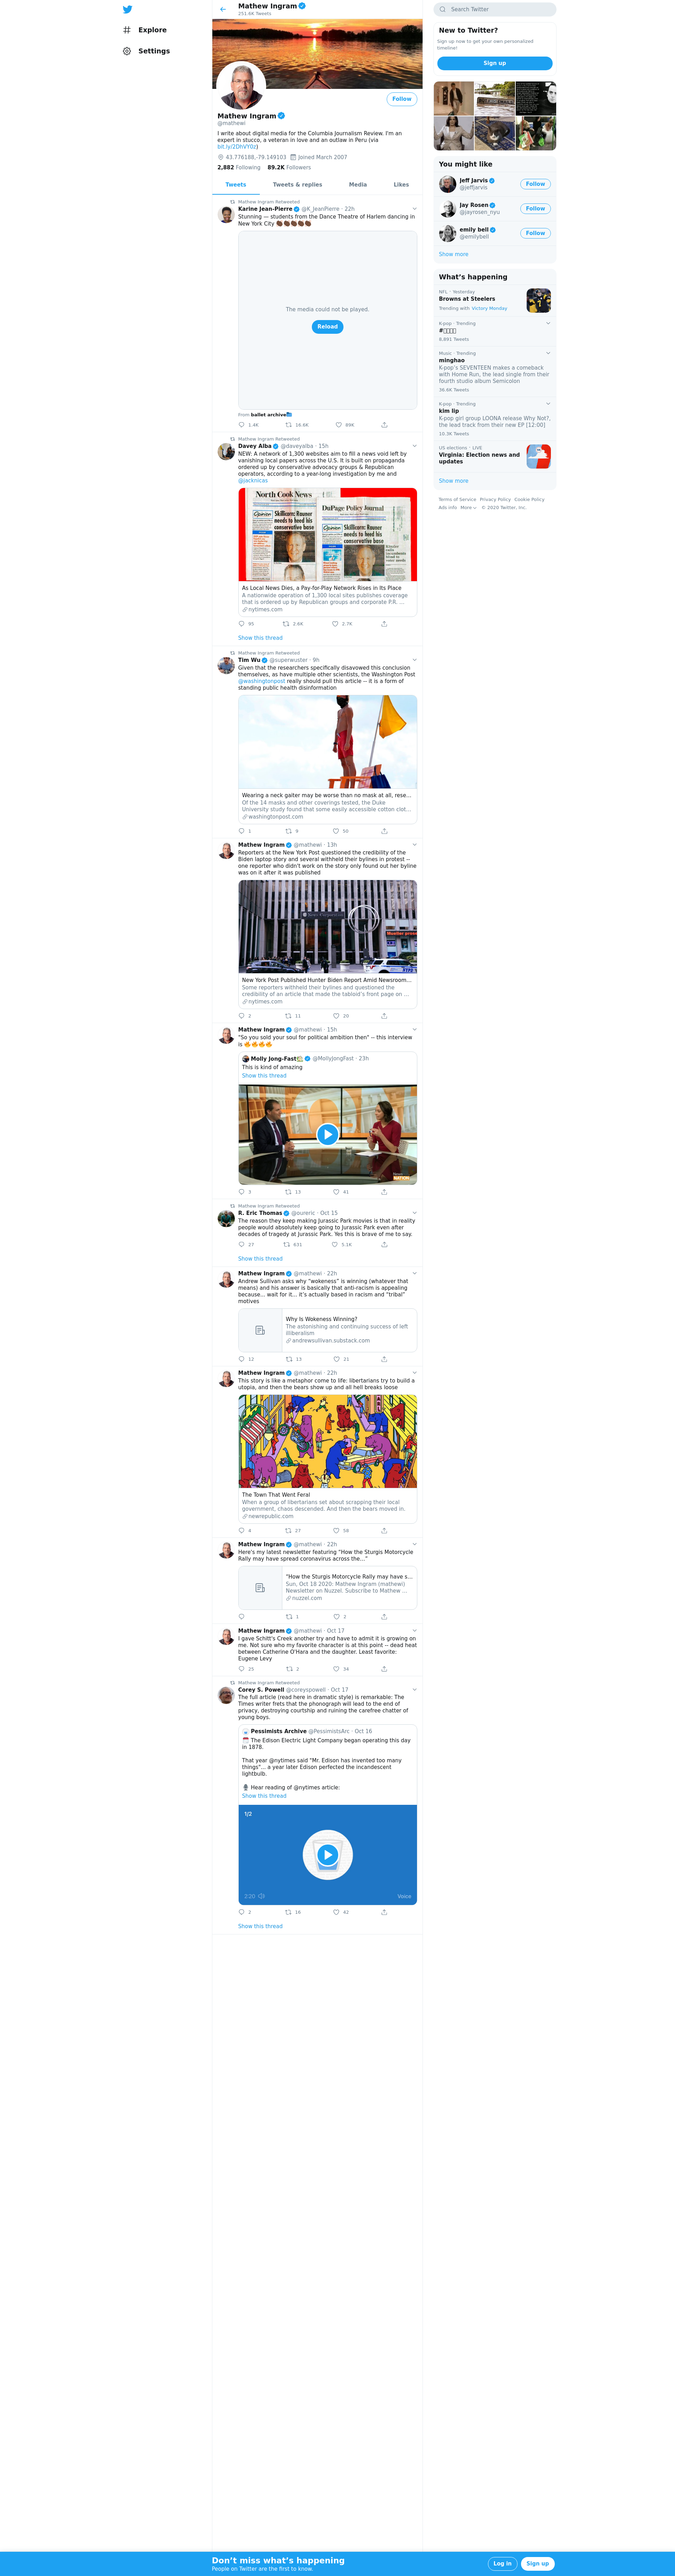 Explore
Settings
Mathew Ingram
251.6K Tweets
Follow
Mathew Ingram
@mathewi
I write about digital media for the Columbia Journalism Review. I'm an
expert in stucco, a veteran in love and an outlaw in Peru (via
bit.ly/2DhVY0z)
43.776188,-79.149103 Joined March 2007
2,882 Following 89.2K Followers
Tweets Tweets & replies Media Likes
Mathew Ingram Retweeted
Karine Jean-Pierre @K_JeanPierre · 22h
Stunning — students from the Dance Theatre of Harlem dancing in
New York City
The media could not be played.
Reload
From ballet archive
1.4K 16.6K 89K
Mathew Ingram Retweeted
Davey Alba @daveyalba · 15h
NEW: A network of 1,300 websites aim to fill a news void left by
vanishing local papers across the U.S. It is built on propaganda
ordered up by conservative advocacy groups & Republican
operators, according to a year-long investigation by me and
@jacknicas
North Cook News
DuPage Policy Journal
Opinion
Skillicorn: Rauner
needs to feed his
conservative base
Opinion
Skillicorn: Rauner
needs to feed his
conservative base
As Local News Dies, a Pay-for-Play Network Rises in Its Place
A nationwide operation of 1,300 local sites publishes coverage
that is ordered up by Republican groups and corporate P.R. ...
nytimes.com
95 2.6K 2.7K
Show this thread
Mathew Ingram Retweeted
Tim Wu @superwuster · 9h
Given that the researchers specifically disavowed this conclusion
themselves, as have multiple other scientists, the Washington Post
@washingtonpost really should pull this article -- it is a form of
standing public health disinformation
Wearing a neck gaiter may be worse than no mask at all, rese...
Of the 14 masks and other coverings tested, the Duke
University study found that some easily accessible cotton clot...
washingtonpost.com
1 9 50
Mathew Ingram @mathewi · 13h
Reporters at the New York Post questioned the credibility of the
Biden laptop story and several withheld their bylines in protest --
one reporter who didn't work on the story only found out her byline
was on it after it was published
New York Post Published Hunter Biden Report Amid Newsroom...
Some reporters withheld their bylines and questioned the
credibility of an article that made the tabloid's front page on ...
nytimes.com
2 11 20
Mathew Ingram @mathewi · 15h
"So you sold your soul for political ambition then" -- this interview
is
Molly Jong-Fast @MollyJongFast · 23h
This is kind of amazing
Show this thread
3 13 41
Mathew Ingram Retweeted
R. Eric Thomas @oureric · Oct 15
The reason they keep making Jurassic Park movies is that in reality
people would absolutely keep going to Jurassic Park even after
decades of tragedy at Jurassic Park. Yes this is brave of me to say.
27 631 5.1K
Show this thread
Mathew Ingram @mathewi · 22h
Andrew Sullivan asks why "wokeness" is winning (whatever that
means) and his answer is basically that anti-racism is appealing
because... wait for it... it's actually based in racism and "tribal"
motives
Why Is Wokeness Winning?
The astonishing and continuing success of left
illiberalism
andrewsullivan.substack.com
12 13 21
Mathew Ingram @mathewi · 22h
This story is like a metaphor come to life: libertarians try to build a
utopia, and then the bears show up and all hell breaks loose
The Town That Went Feral
When a group of libertarians set about scrapping their local
government, chaos descended. And then the bears moved in.
newrepublic.com
4 27 58
Mathew Ingram @mathewi · 22h
Here's my latest newsletter featuring "How the Sturgis Motorcycle
Rally may have spread coronavirus across the..."
"How the Sturgis Motorcycle Rally may have s...
Sun, Oct 18 2020: Mathew Ingram (mathewi)
Newsletter on Nuzzel. Subscribe to Mathew ...
nuzzel.com
1 2
Mathew Ingram @mathewi · Oct 17
I gave Schitt's Creek another try and have to admit it is growing on
me. Not sure who my favorite character is at this point -- dead heat
between Catherine O'Hara and the daughter. Least favorite:
Eugene Levy
25 2 34
Mathew Ingram Retweeted
Corey S. Powell @coreyspowell · Oct 17
The full article (read here in dramatic style) is remarkable: The
Times writer frets that the phonograph will lead to the end of
privacy, destroying courtship and ruining the carefree chatter of
young boys.
Pessimists Archive @PessimistsArc · Oct 16
The Edison Electric Light Company began operating this day
in 1878.
That year @nytimes said "Mr. Edison has invented too many
things"... a year later Edison perfected the incandescent
lightbulb.
Hear reading of @nytimes article:
Show this thread
1/2
2:20
Voice
2 16 42
Show this thread
Search Twitter
New to Twitter?
Sign up now to get your own personalized
timeline!
Sign up
You might like
Jeff Jarvis
@jeffjarvis
Follow
Jay Rosen
@jayrosen_nyu
Follow
emily bell
@emilybell
Follow
Show more
What's happening
NFL · Yesterday
Browns at Steelers
Trending with Victory Monday
K-pop · Trending
#
8,891 Tweets
Music · Trending
minghao
K-pop's SEVENTEEN makes a comeback
with Home Run, the lead single from their
fourth studio album Semicolon
36.6K Tweets
K-pop · Trending
kim lip
K-pop girl group LOONA release Why Not?,
the lead track from their new EP [12:00]
10.3K Tweets
US elections · LIVE
Virginia: Election news and
updates
Show more
Terms of Service Privacy Policy Cookie Policy
Ads info More © 2020 Twitter, Inc.
Don't miss what's happening
People on Twitter are the first to know.
Log in
Sign up